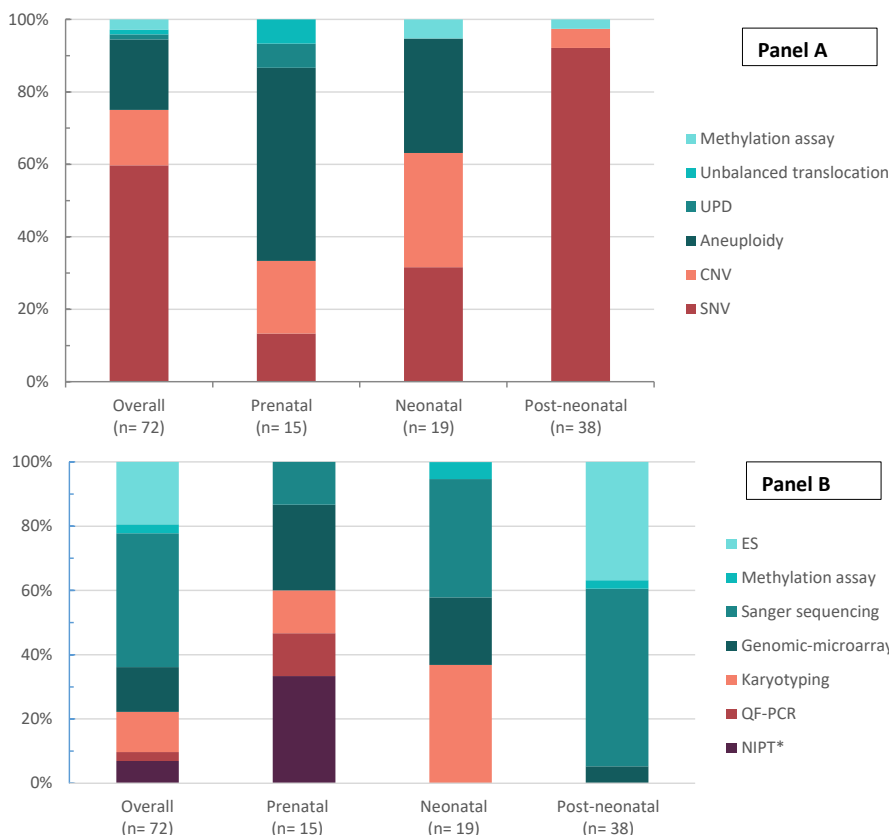 100%
80%
60%
40%
20%
0%
Overall
(n= 72)
Prenatal
(n= 15)
Neonatal
(n= 19)
Post-neonatal
(n= 38)
Panel A
Methylation assay
Unbalanced translocation
UPD
Aneuploidy
CNV
SNV
100%
80%
60%
40%
20%
0%
Overall
(n= 72)
Prenatal
(n= 15)
Neonatal
(n= 19)
Post-neonatal
(n= 38)
Panel B
ES
Methylation assay
Sanger sequencing
Genomic-microarray
Karyotyping
QF-PCR
NIPT*